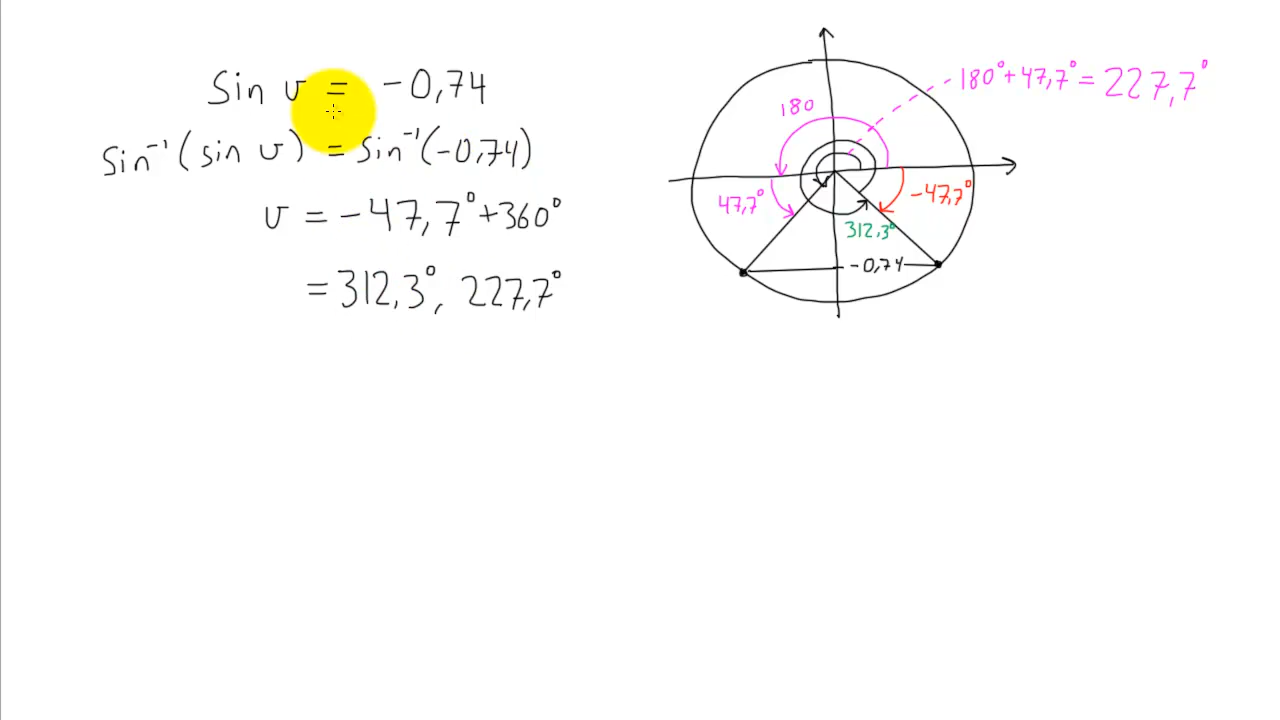 sin v = -0,74
sin⁻¹(sin v) = sin⁻¹(-0,74)
v = -47,7° +360°
= 312,3°, 227,7°
180°+47,7° = 227,7°
180
47,7°
-47,7°
312,3°
-0,74